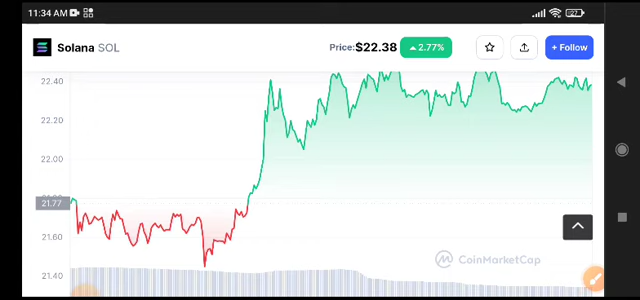 11:34 AM
27
Solana SOL
Price:$22.38
2.77%
+ Follow
22.40
22.20
22.00
21.77
21.60
21.40
CoinMarketCap